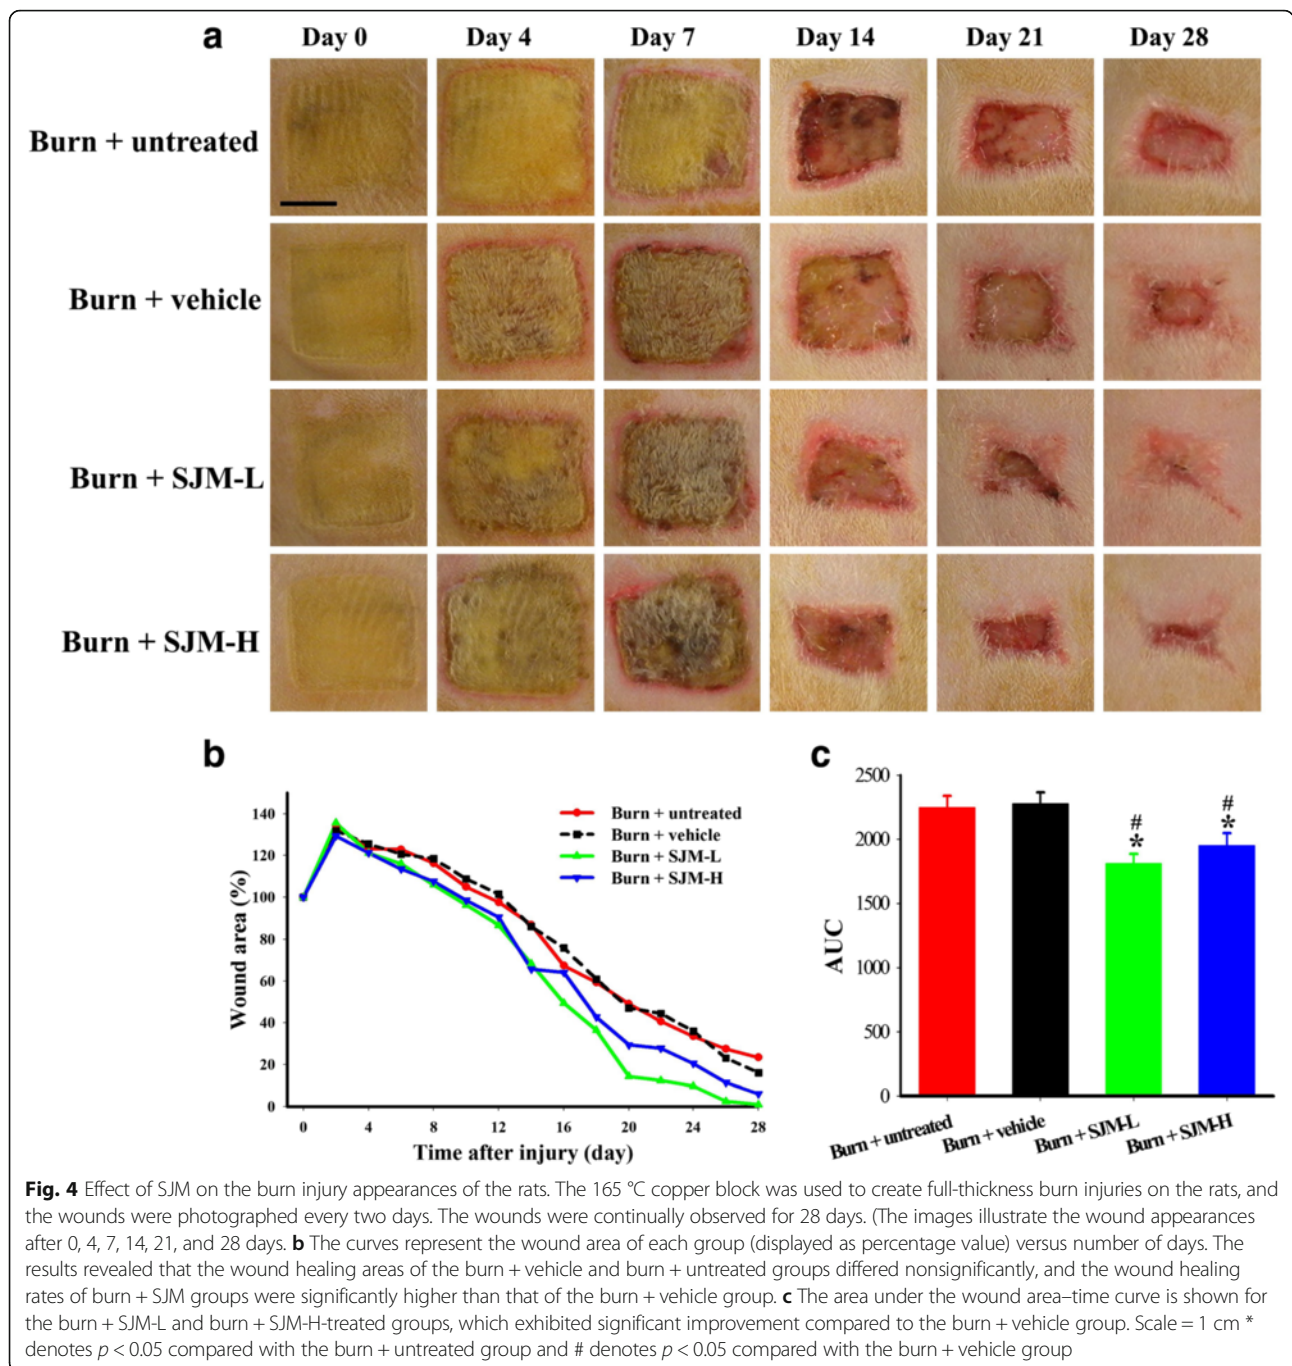 a
Day 0 Day 4 Day 7 Day 14 Day 21 Day 28
Burn + untreated
Burn + vehicle
Burn + SJM-L
Burn + SJM-H
b
Wound area (%)
140
120
100
80
60
40
20
0
0 4 8 12 16 20 24 28
Time after injury (day)
Burn + untreated
Burn + vehicle
Burn + SJM-L
Burn + SJM-H
c
AUC
2500
2000
1500
1000
500
0
#
*
#
*
Burn + untreated
Burn + vehicle
Burn + SJM-L
Burn + SJM-H
Fig. 4 Effect of SJM on the burn injury appearances of the rats. The 165 °C copper block was used to create full-thickness burn injuries on the rats, and
the wounds were photographed every two days. The wounds were continually observed for 28 days. (The images illustrate the wound appearances
after 0, 4, 7, 14, 21, and 28 days. b The curves represent the wound area of each group (displayed as percentage value) versus number of days. The
results revealed that the wound healing areas of the burn + vehicle and burn + untreated groups differed nonsignificantly, and the wound healing
rates of burn + SJM groups were significantly higher than that of the burn + vehicle group. c The area under the wound area–time curve is shown for
the burn + SJM-L and burn + SJM-H-treated groups, which exhibited significant improvement compared to the burn + vehicle group. Scale = 1 cm *
denotes p < 0.05 compared with the burn + untreated group and # denotes p < 0.05 compared with the burn + vehicle group